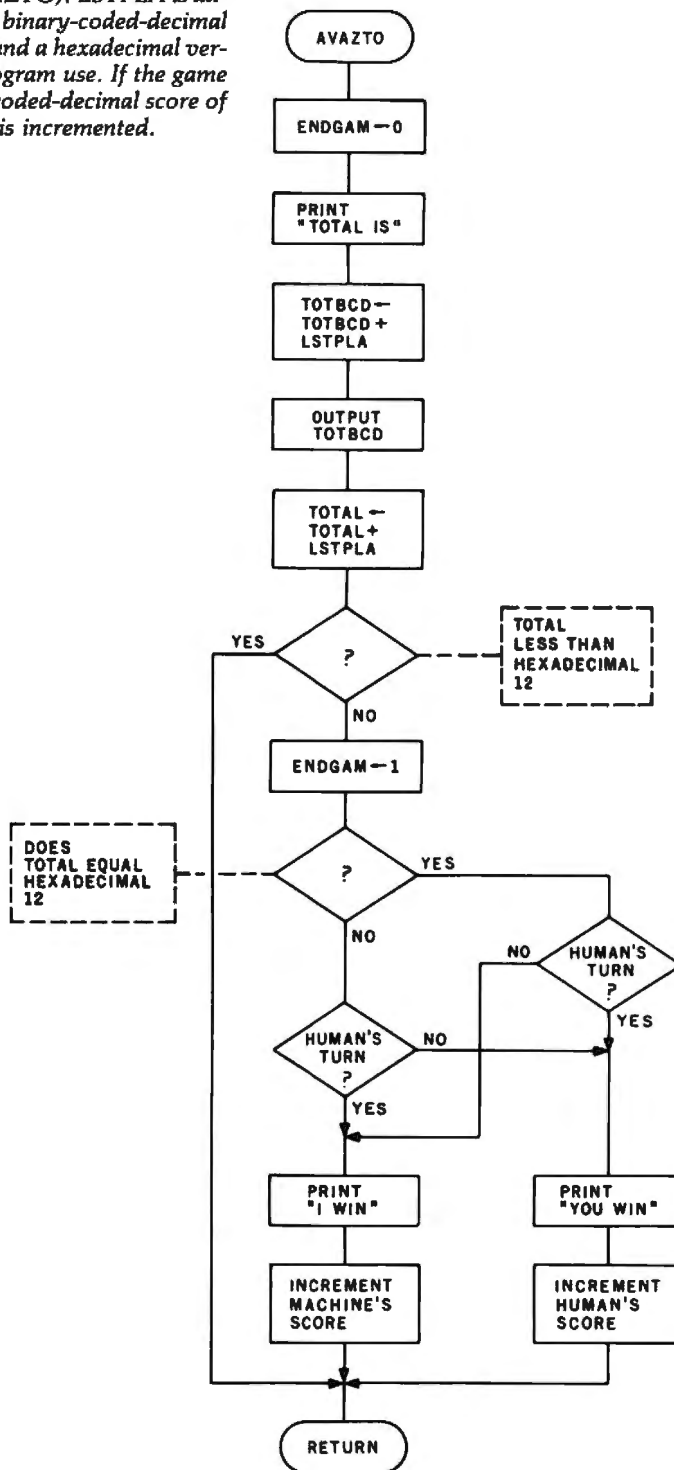 binary-coded-decimal
and a hexadecimal ver-
ogram use. If the game
coded-decimal score of
is incremented.
AVAZTO
ENDGAM←0
PRINT
"TOTAL IS"
TOTBCD←
TOTBCD+
LSTPLA
OUTPUT
TOTBCD
TOTAL←
TOTAL+
LSTPLA
YES
?
TOTAL
LESS THAN
HEXADECIMAL
12
NO
ENDGAM←1
DOES
TOTAL EQUAL
HEXADECIMAL
12
?
YES
NO
NO
HUMAN'S
TURN
?
YES
HUMAN'S
TURN
?
NO
YES
PRINT
"I WIN"
PRINT
"YOU WIN"
INCREMENT
MACHINE'S
SCORE
INCREMENT
HUMAN'S
SCORE
RETURN